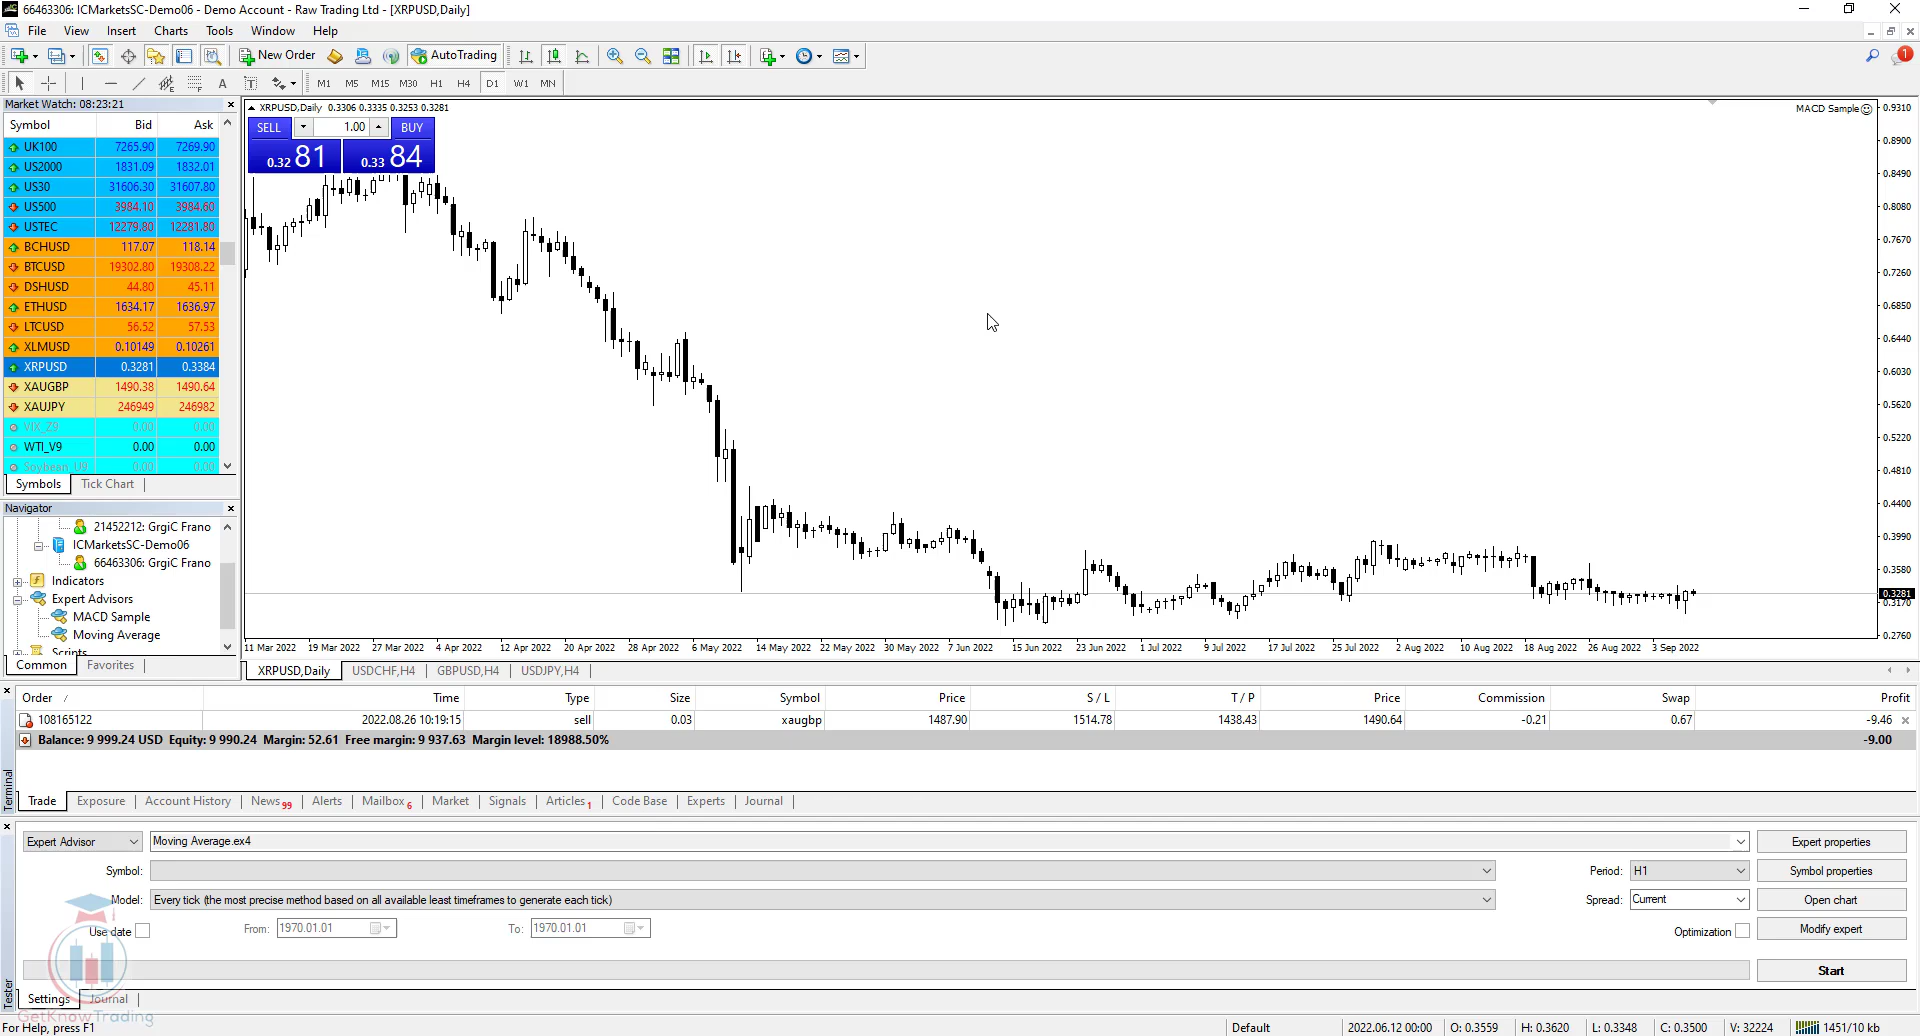 66463306: ICMarketsSC-Demo06 - Demo Account - Raw Trading Ltd - [XRPUSD,Daily]
File View Insert Charts Tools Window Help
New Order AutoTrading 1
A T M1 M5 M15 M30 H1 H4 D1 W1 MN
Market Watch: 08:23:21
Symbol Bid Ask
UK100 7265.90 7269.90
US2000 1831.09 1832.01
US30 31606.30 31607.80
US500 3984.10 3984.60
USTEC 12279.80 12281.80
BCHUSD 117.07 118.14
BTCUSD 19302.80 19308.22
DSHUSD 44.80 45.11
ETHUSD 1634.17 1636.97
LTCUSD 56.52 57.53
XLMUSD 0.10149 0.10261
XRPUSD 0.3281 0.3384
XAUGBP 1490.38 1490.64
XAUJPY 246949 246982
VIX_Z9 0.00 0.00
WTI_V9 0.00 0.00
Soybean_U9 0.00 0.00
Symbols Tick Chart
Navigator
21452212: GrgiC Frano
ICMarketsSC-Demo06
66463306: GrgiC Frano
Indicators
Expert Advisors
MACD Sample
Moving Average
Scripts
Common Favorites
XRPUSD,Daily 0.3306 0.3335 0.3253 0.3281
MACD Sample
SELL 1.00 BUY
0.32 81 0.33 84
0.9310
0.8900
0.8490
0.8080
0.7670
0.7260
0.6850
0.6440
0.6030
0.5620
0.5220
0.4810
0.4400
0.3990
0.3580
0.3281
0.3170
0.2760
11 Mar 2022 19 Mar 2022 27 Mar 2022 4 Apr 2022 12 Apr 2022 20 Apr 2022 28 Apr 2022 6 May 2022 14 May 2022 22 May 2022 30 May 2022 7 Jun 2022 15 Jun 2022 23 Jun 2022 1 Jul 2022 9 Jul 2022 17 Jul 2022 25 Jul 2022 2 Aug 2022 10 Aug 2022 18 Aug 2022 26 Aug 2022 3 Sep 2022
XRPUSD,Daily USDCHF,H4 GBPUSD,H4 USDJPY,H4
Order / Time Type Size Symbol Price S / L T / P Price Commission Swap Profit
108165122 2022.08.26 10:19:15 sell 0.03 xaugbp 1487.90 1514.78 1438.43 1490.64 -0.21 0.67 -9.46
Balance: 9 999.24 USD Equity: 9 990.24 Margin: 52.61 Free margin: 9 937.63 Margin level: 18988.50% -9.00
Terminal
Trade Exposure Account History News 99 Alerts Mailbox 6 Market Signals Articles 1 Code Base Experts Journal
Expert Advisor Moving Average.ex4 Expert properties
Symbol: Period: H1 Symbol properties
Model: Every tick (the most precise method based on all available least timeframes to generate each tick) Spread: Current Open chart
Use date From: 1970.01.01 To: 1970.01.01 Optimization Modify expert
Start
Tester
Settings Journal
GetKnowTrading
For Help, press F1 Default 2022.06.12 00:00 O: 0.3559 H: 0.3620 L: 0.3348 C: 0.3500 V: 32224 1451/10 kb